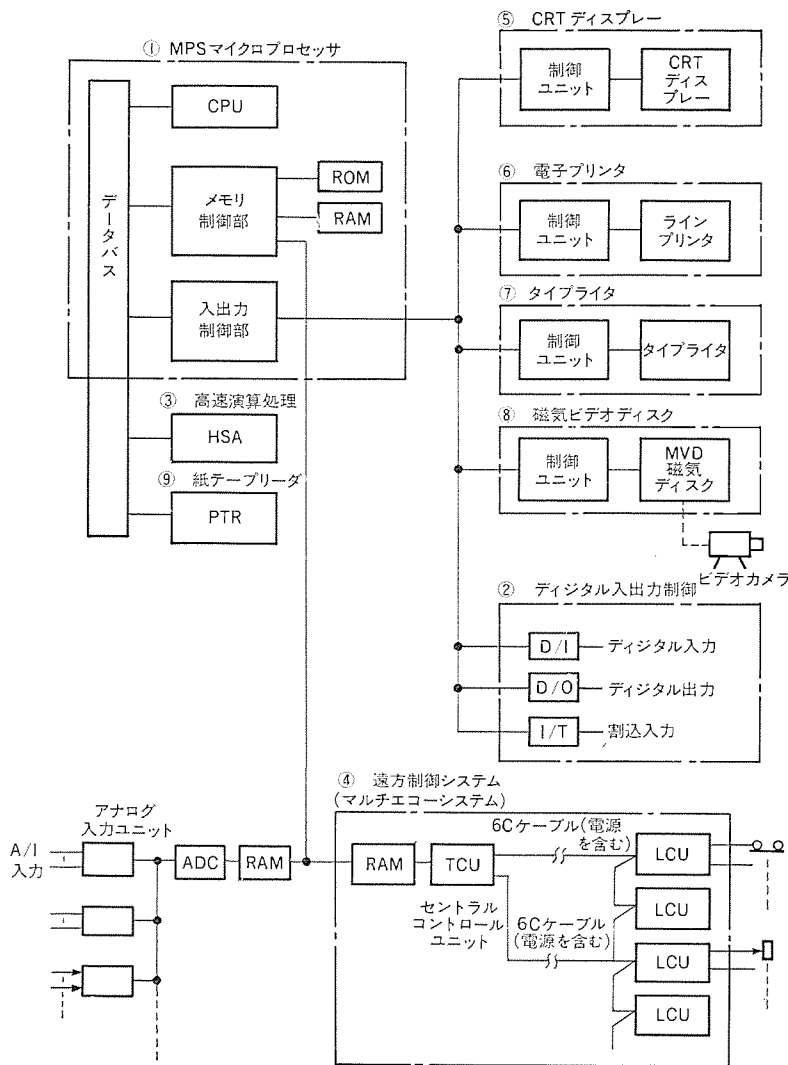 ① MPSマイクロプロセッサ
データバス
CPU
メモリ
制御部
ROM
RAM
入出力
制御部
③ 高速演算処理
HSA
⑨ 紙テープリーダ
PTR
⑤ CRTディスプレー
制御
ユニット
CRT
ディス
プレー
⑥ 電子プリンタ
制御
ユニット
ライン
プリンタ
⑦ タイプライタ
制御
ユニット
タイプライタ
⑧ 磁気ビデオディスク
制御
ユニット
MVD
磁気
ディスク
ビデオカメラ
② ディジタル入出力制御
D/I
ディジタル入力
D/O
ディジタル出力
I/T
割込入力
アナログ
入力ユニット
A/I
入力
ADC
RAM
④ 遠方制御システム
(マルチエコーシステム)
RAM
TCU
セントラル
コントロール
ユニット
6Cケーブル(電源
を含む)
6Cケーブル
(電源を含む)
LCU
LCU
LCU
LCU